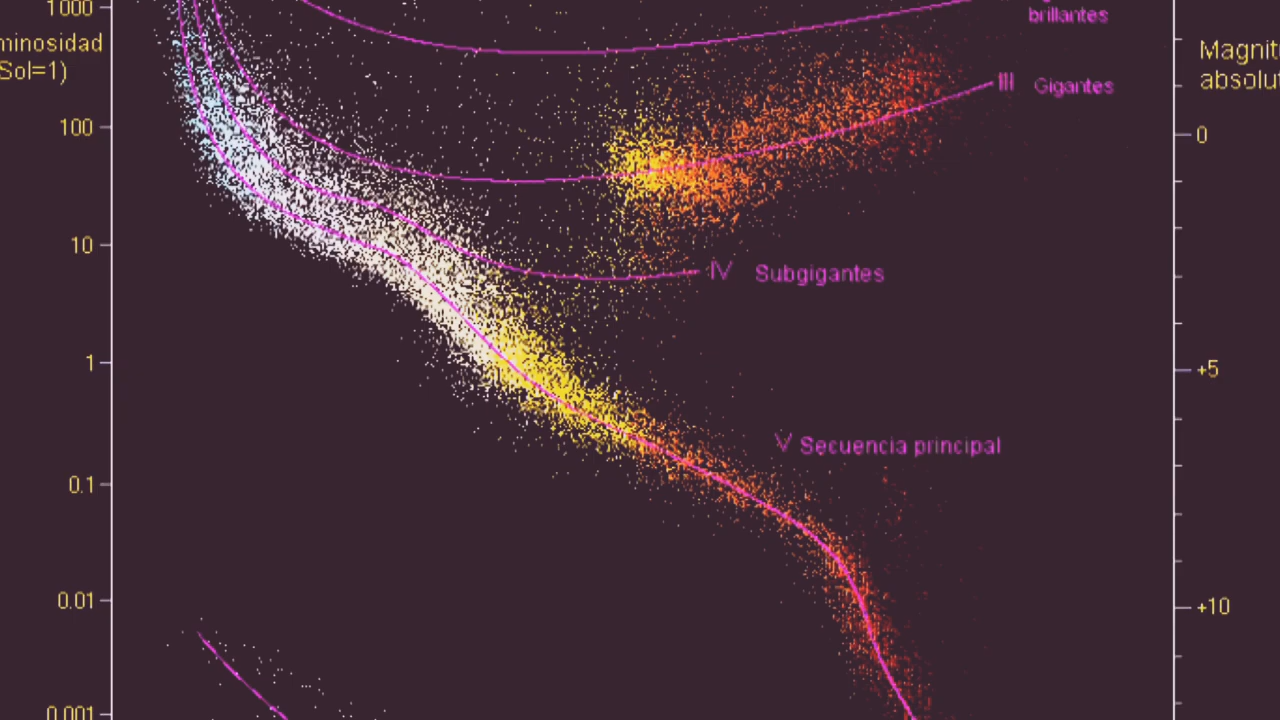 1000
brillantes
minosidad
Sol=1)
Magnitu
absolut
III Gigantes
100
0
10
IV Subgigantes
1
+5
V Secuencia principal
0.1
0.01
+10
0.001